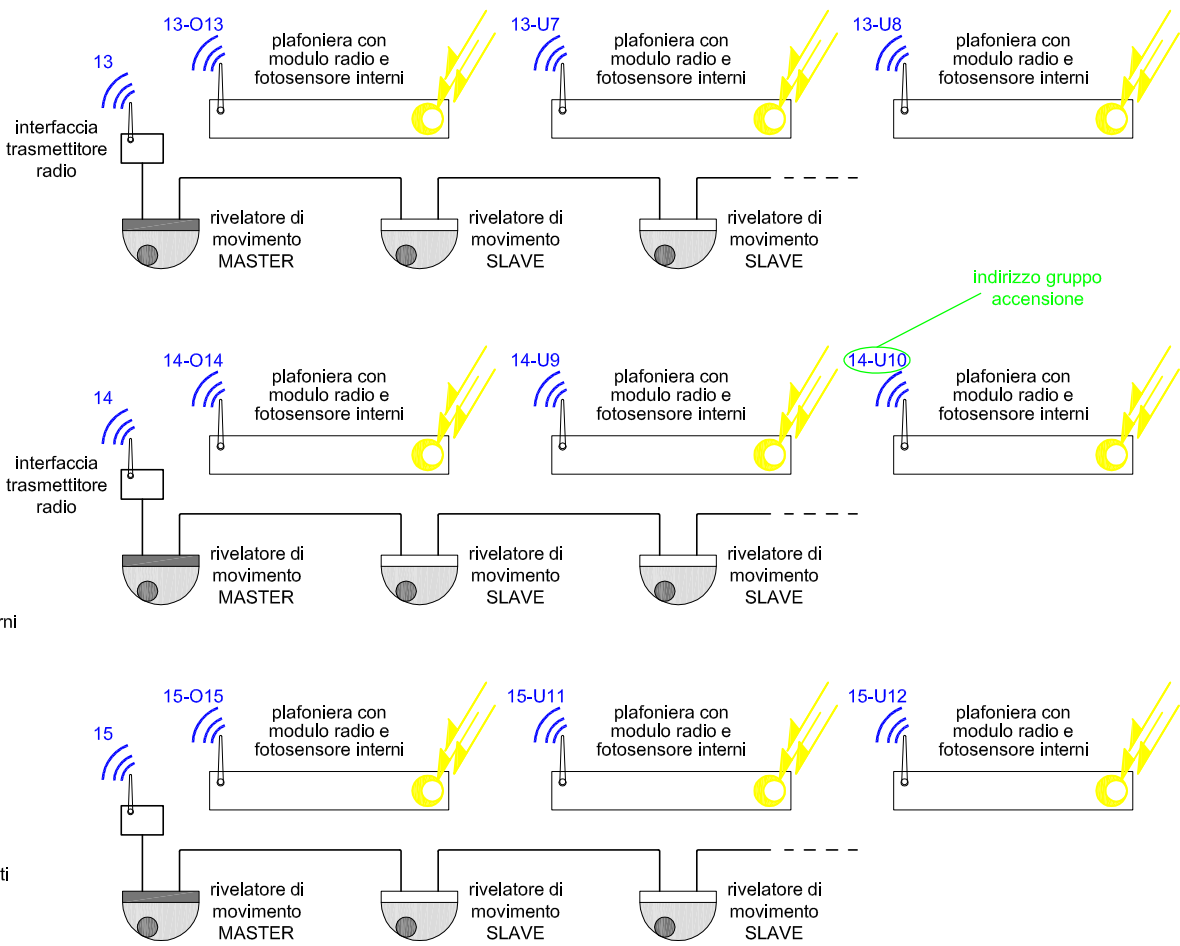 13-O13
13-U7
13-U8
plafoniera con
modulo radio e
fotosensore interni
plafoniera con
modulo radio e
fotosensore interni
plafoniera con
modulo radio e
fotosensore interni
13
interfaccia
trasmettitore
radio
rivelatore di
movimento
MASTER
rivelatore di
movimento
SLAVE
rivelatore di
movimento
SLAVE
indirizzo gruppo
accensione
14-O14
14-U9
14-U10
plafoniera con
modulo radio e
fotosensore interni
plafoniera con
modulo radio e
fotosensore interni
plafoniera con
modulo radio e
fotosensore interni
14
interfaccia
trasmettitore
radio
rivelatore di
movimento
MASTER
rivelatore di
movimento
SLAVE
rivelatore di
movimento
SLAVE
rni
15-O15
15-U11
15-U12
plafoniera con
modulo radio e
fotosensore interni
plafoniera con
modulo radio e
fotosensore interni
plafoniera con
modulo radio e
fotosensore interni
15
ti
rivelatore di
movimento
MASTER
rivelatore di
movimento
SLAVE
rivelatore di
movimento
SLAVE